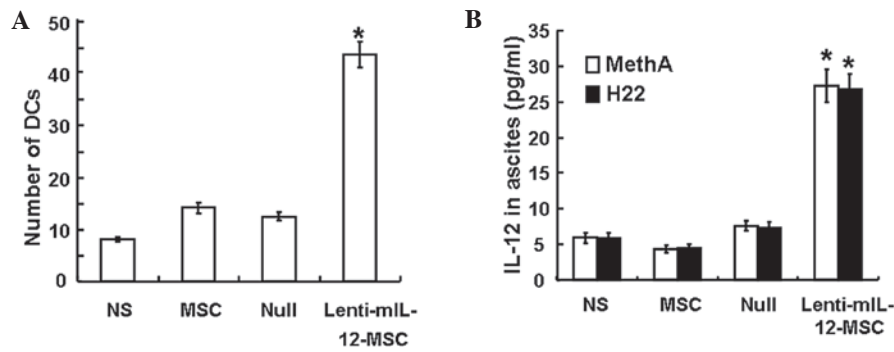 A
Number of DCs
50
40
30
20
15
10
5
0
*
NS
MSC
Null
Lenti-mIL-
12-MSC
B
IL-12 in ascites (pg/ml)
35
30
25
20
15
10
5
0
MethA
H22
* *
NS
MSC
Null
Lenti-mIL-
12-MSC